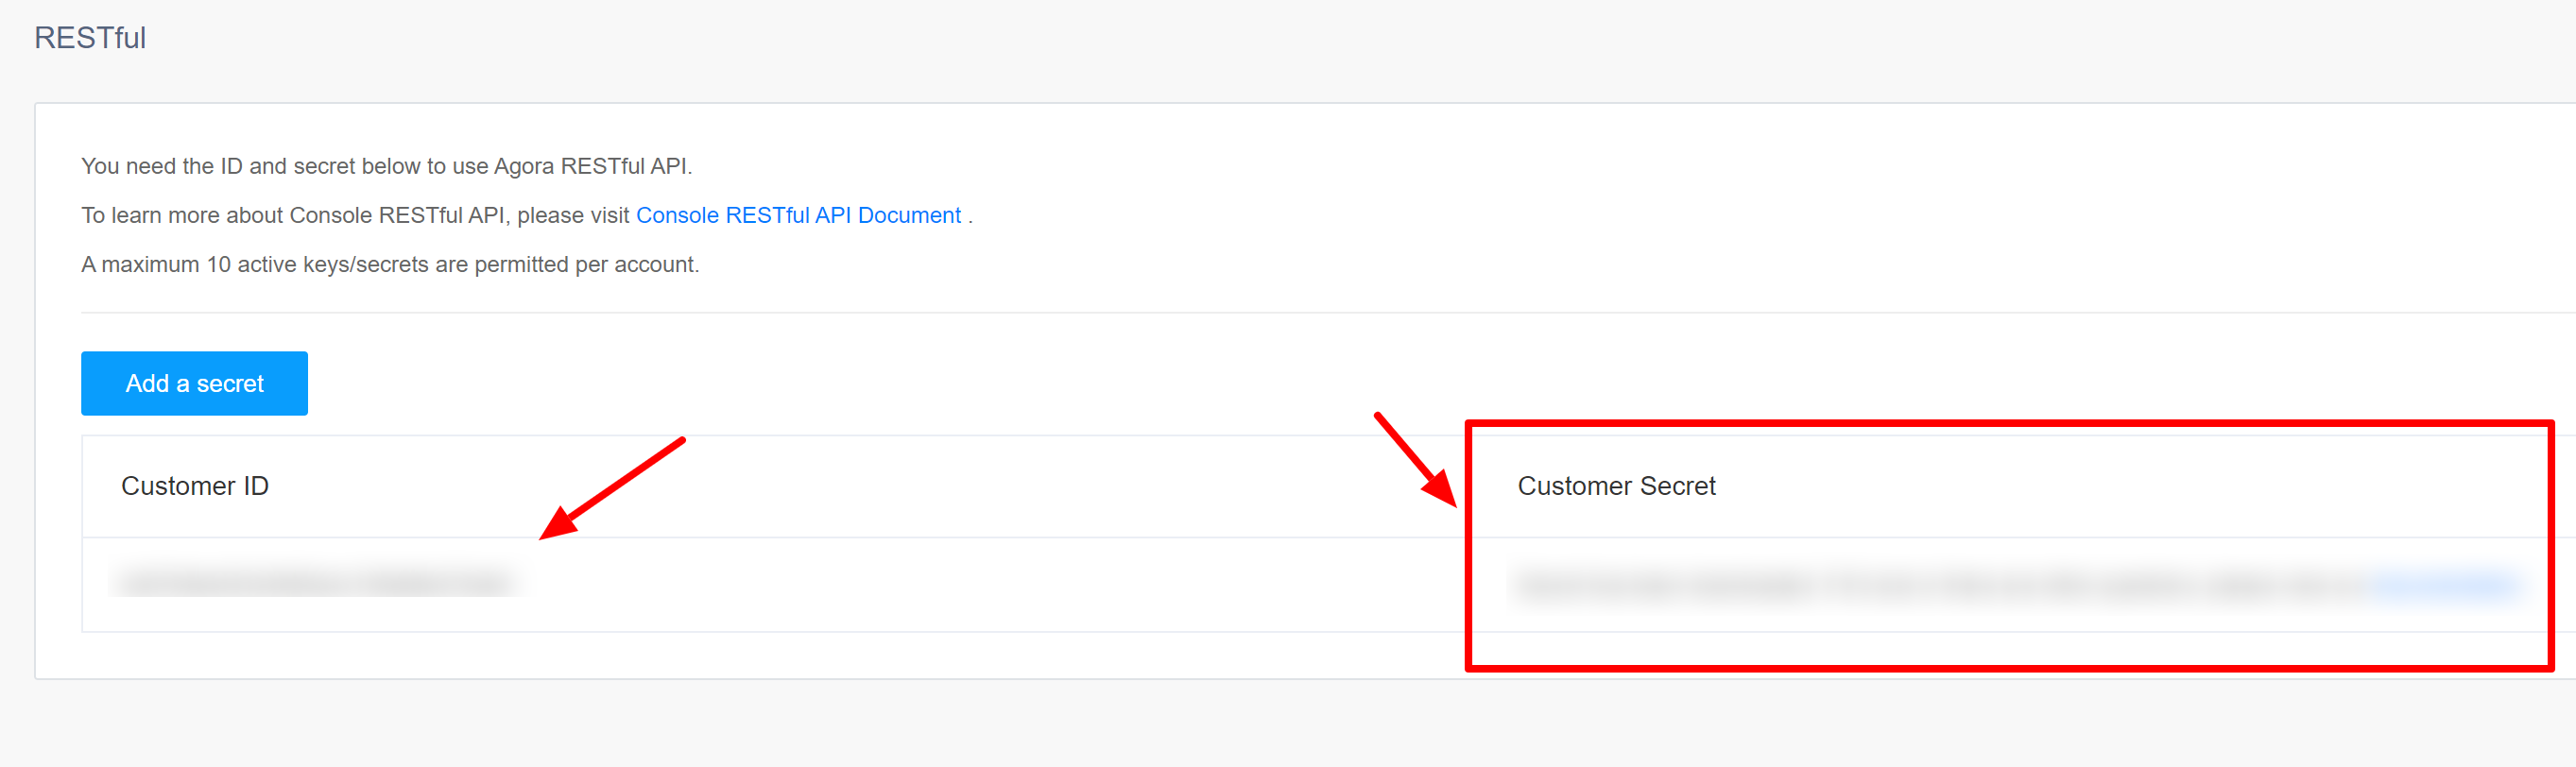 RESTful
You need the ID and secret below to use Agora RESTful API.
To learn more about Console RESTful API, please visit Console RESTful API Document .
A maximum 10 active keys/secrets are permitted per account.
Add a secret
Customer ID
Customer Secret